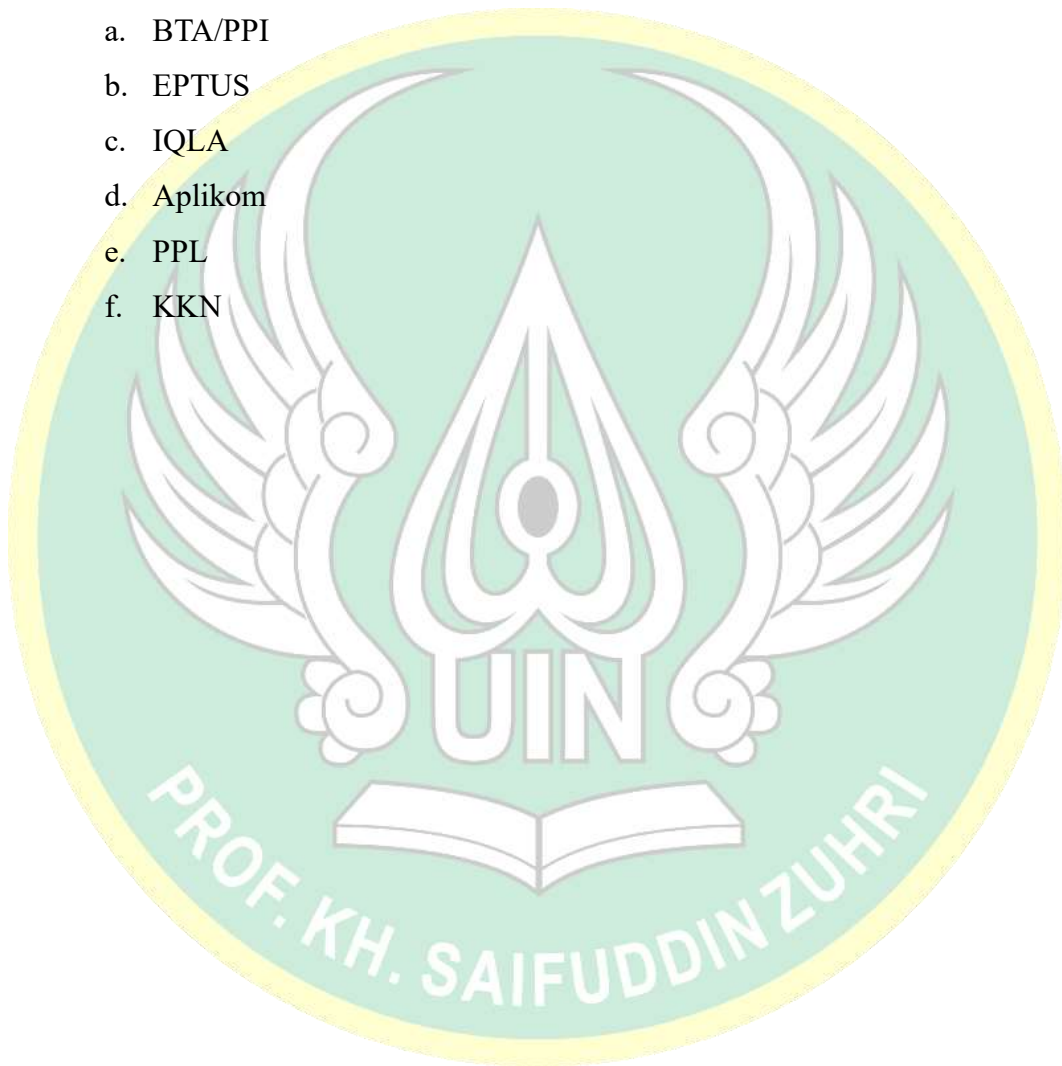 a. BTA/PPI
b. EPTUS
c. IQLA
d. Aplikom
e. PPL
f. KKN
UIN
PROF. KH. SAIFUDDIN ZUHRI